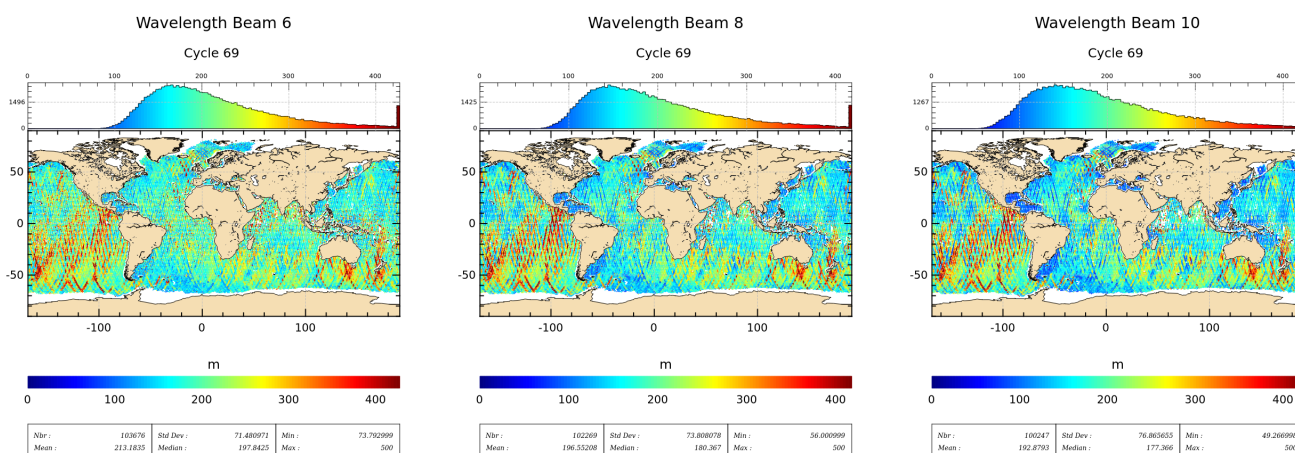 Wavelength Beam 6
Cycle 69
0 100 200 300 400
1496
0
50
0
-50
-100 0 100
m
0 100 200 300 400
Nbr : 103676 Std Dev : 71.480971 Min : 73.792999
Mean : 213.1835 Median : 197.8425 Max : 500
Wavelength Beam 8
Cycle 69
0 100 200 300 400
1425
0
50
0
-50
-100 0 100
m
0 100 200 300 400
Nbr : 102269 Std Dev : 73.808078 Min : 56.000999
Mean : 196.55208 Median : 180.367 Max : 500
Wavelength Beam 10
Cycle 69
0 100 200 300 400
1267
0
50
0
-50
-100 0 100
m
0 100 200 300 400
Nbr : 100247 Std Dev : 76.865655 Min : 49.266998
Mean : 192.8793 Median : 177.366 Max : 500